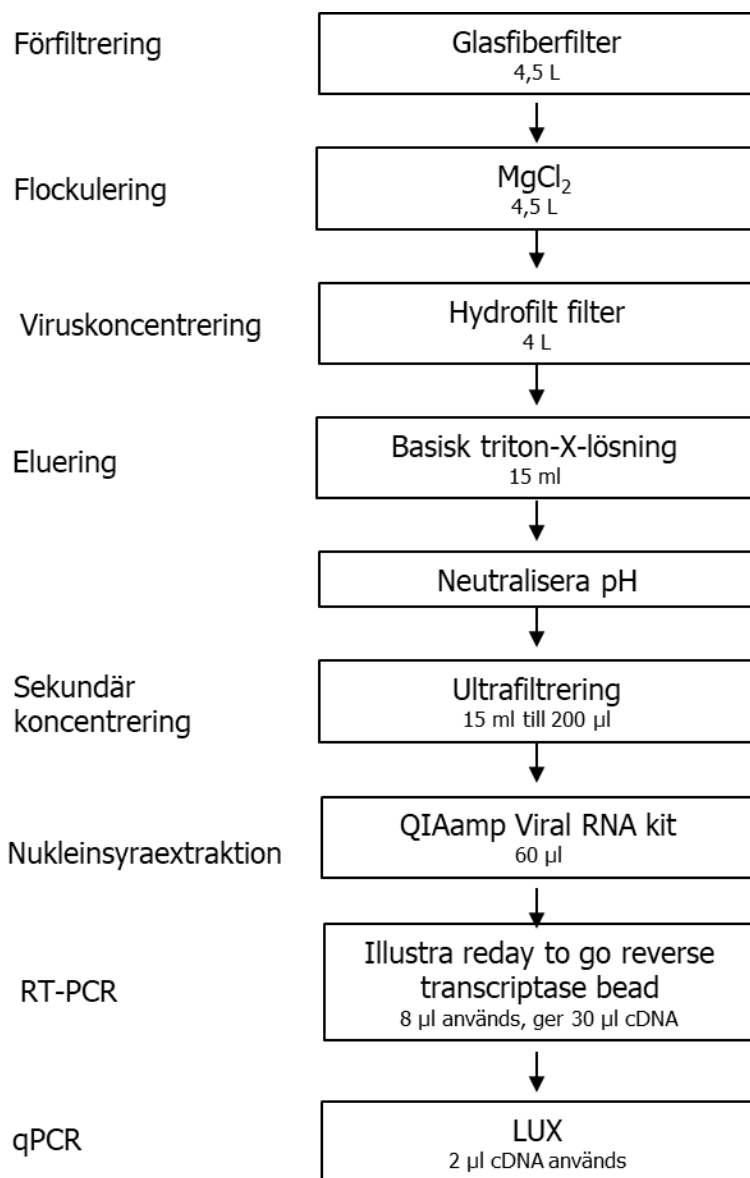 Förfiltrering
Glasfiberfilter
4,5 L
Flockulering
MgCl₂
4,5 L
Viruskoncentrering
Hydrofilt filter
4 L
Eluering
Basisk triton-X-lösning
15 ml
Neutralisera pH
Sekundär
koncentrering
Ultrafiltrering
15 ml till 200 µl
Nukleinsyraextraktion
QIAamp Viral RNA kit
60 µl
RT-PCR
Illustra reday to go reverse
transcriptase bead
8 µl används, ger 30 µl cDNA
qPCR
LUX
2 µl cDNA används